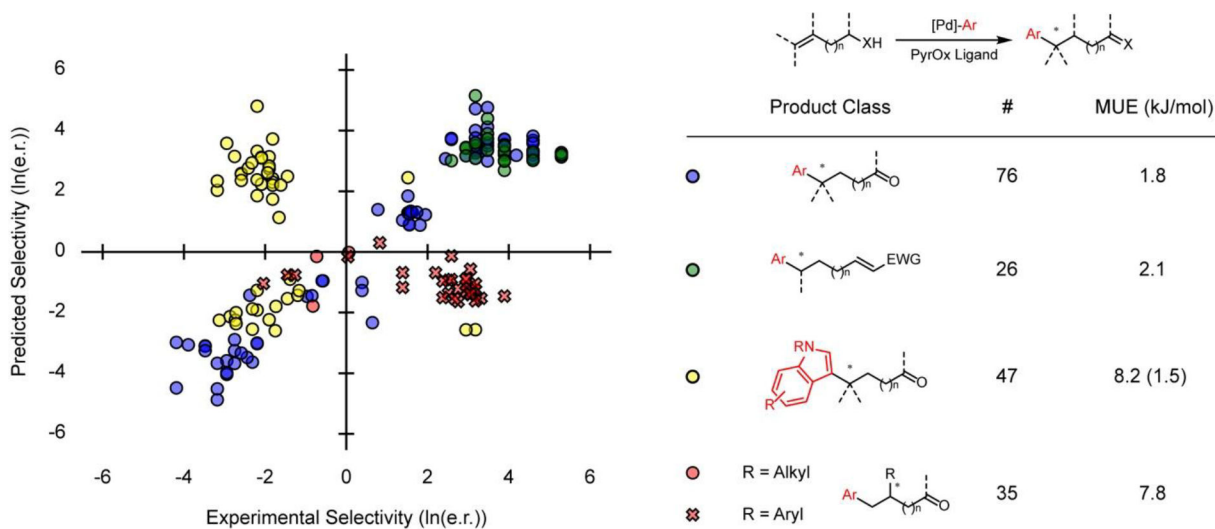 6
4
2
0
-2
-4
-6
-6
-4
-2
0
2
4
6
Predicted Selectivity (ln(e.r.))
Experimental Selectivity (ln(e.r.))
( )n XH
[Pd]-Ar
PyrOx Ligand
Ar * ( )n X
Product Class # MUE (kJ/mol)
Ar * ( )n O 76 1.8
Ar * ( )n EWG 26 2.1
RN R * ( )n O 47 8.2 (1.5)
R = Alkyl
R = Aryl
Ar R * ( )n O 35 7.8